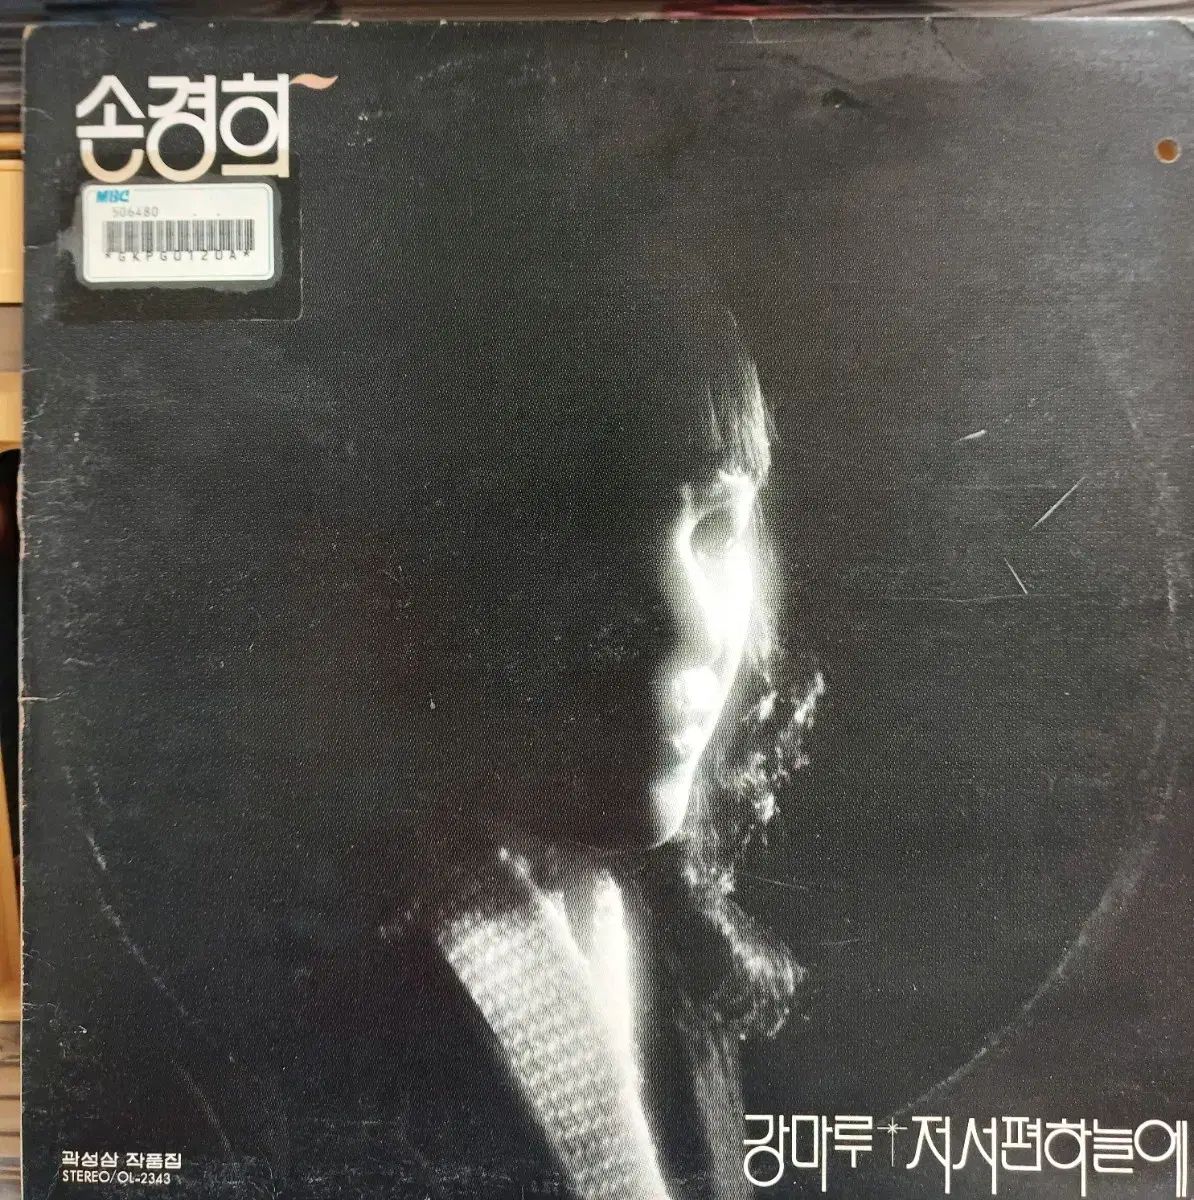 손경희
MBC
506480
*GKPG0120A*
강마루 저서편하늘에
곽성삼 작품집
STEREO/OL-2343